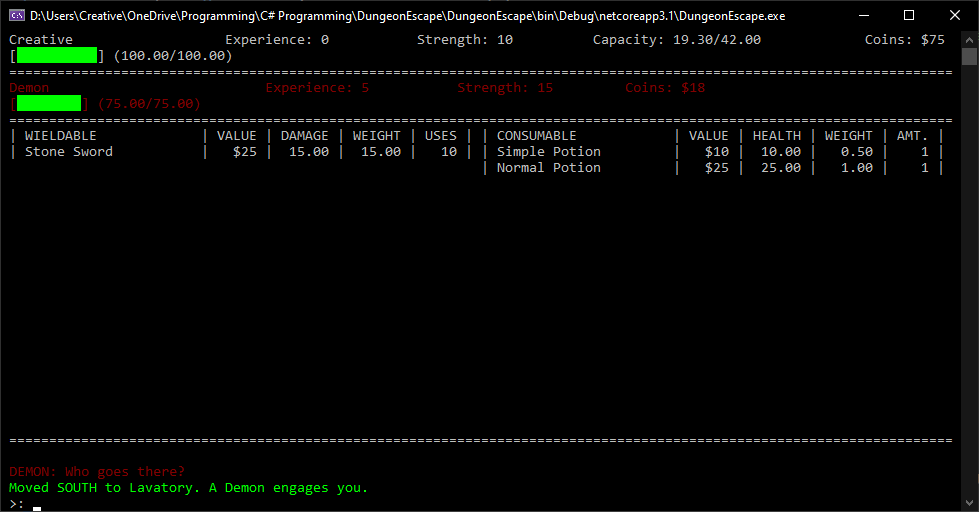 D:\Users\Creative\OneDrive\Programming\C# Programming\DungeonEscape\DungeonEscape\bin\Debug\netcoreapp3.1\DungeonEscape.exe
Creative Experience: 0 Strength: 10 Capacity: 19.30/42.00 Coins: $75
[ ] (100.00/100.00)
======================================================================================================================
Demon Experience: 5 Strength: 15 Coins: $18
[ ] (75.00/75.00)
======================================================================================================================
| WIELDABLE | VALUE | DAMAGE | WEIGHT | USES | | CONSUMABLE | VALUE | HEALTH | WEIGHT | AMT. |
| Stone Sword | $25 | 15.00 | 15.00 | 10 | | Simple Potion | $10 | 10.00 | 0.50 | 1 |
| Normal Potion | $25 | 25.00 | 1.00 | 1 |
======================================================================================================================
DEMON: Who goes there?
Moved SOUTH to Lavatory. A Demon engages you.
>: _